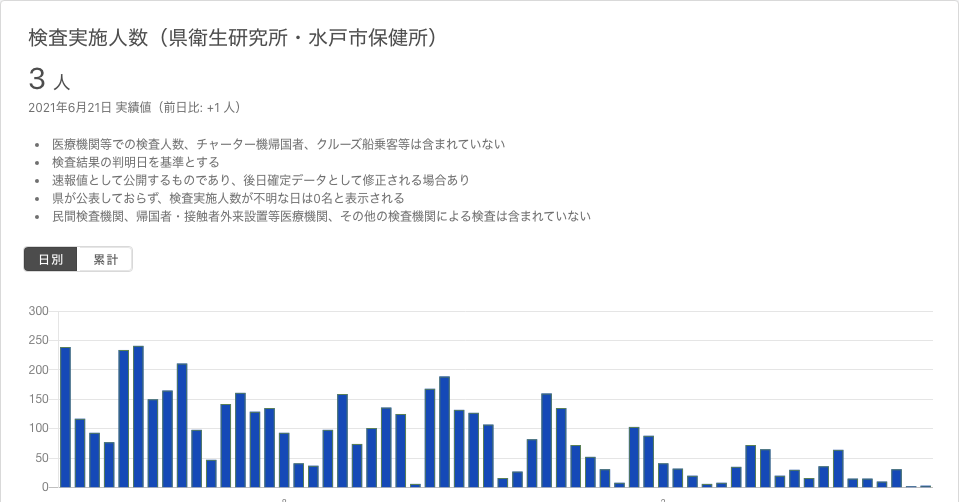 検査実施人数（県衛生研究所・水戸市保健所）
3 人
2021年6月21日 実績値（前日比: +1 人）
• 医療機関等での検査人数、チャーター機帰国者、クルーズ船乗客等は含まれていない
• 検査結果の判明日を基準とする
• 速報値として公開するものであり、後日確定データとして修正される場合あり
• 県が公表しておらず、検査実施人数が不明な日は0名と表示される
• 民間検査機関、帰国者・接触者外来設置等医療機関、その他の検査機関による検査は含まれていない
日別 累計
300
250
200
150
100
50
0